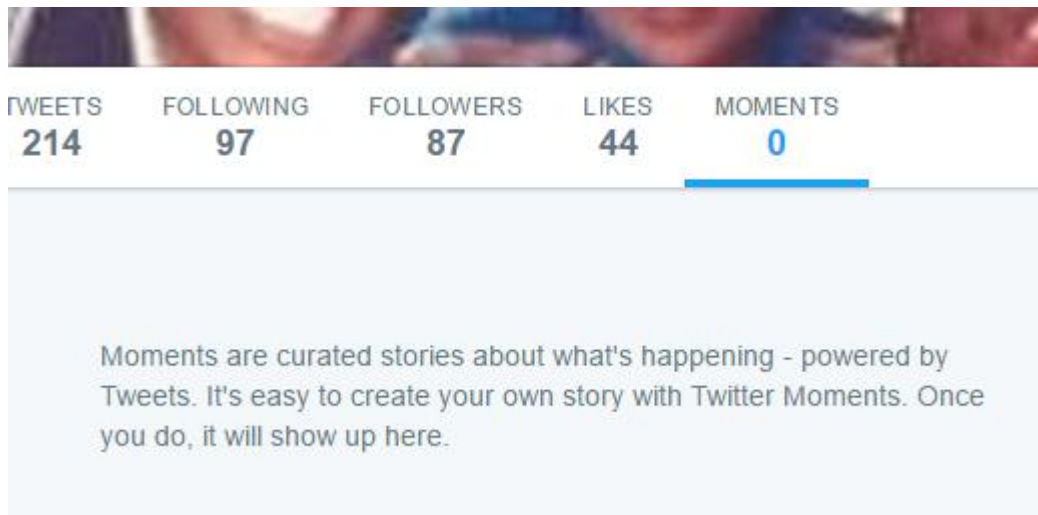 TWEETS FOLLOWING FOLLOWERS LIKES MOMENTS
214 97 87 44 0
Moments are curated stories about what's happening - powered by
Tweets. It's easy to create your own story with Twitter Moments. Once
you do, it will show up here.